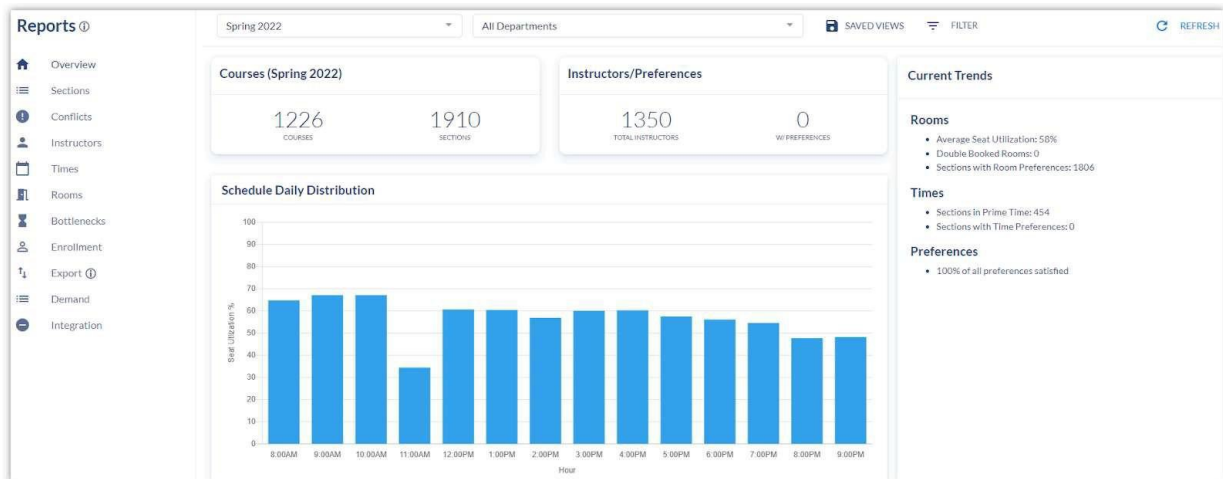 Reports
Overview
Sections
Conflicts
Instructors
Times
Rooms
Bottlenecks
Enrollment
Export
Demand
Integration
Spring 2022
All Departments
SAVED VIEWS
FILTER
REFRESH
Courses (Spring 2022)
1226
COURSES
1910
SECTIONS
Instructors/Preferences
1350
TOTAL INSTRUCTORS
0
W/ PREFERENCES
Schedule Daily Distribution
Seat Utilization %
100
90
80
70
60
50
40
30
20
10
0
8:00AM 9:00AM 10:00AM 11:00AM 12:00PM 1:00PM 2:00PM 3:00PM 4:00PM 5:00PM 6:00PM 7:00PM 8:00PM 9:00PM
Hour
Current Trends
Rooms
• Average Seat Utilization: 58%
• Double Booked Rooms: 0
• Sections with Room Preferences: 1806
Times
• Sections in Prime Time: 454
• Sections with Time Preferences: 0
Preferences
• 100% of all preferences satisfied